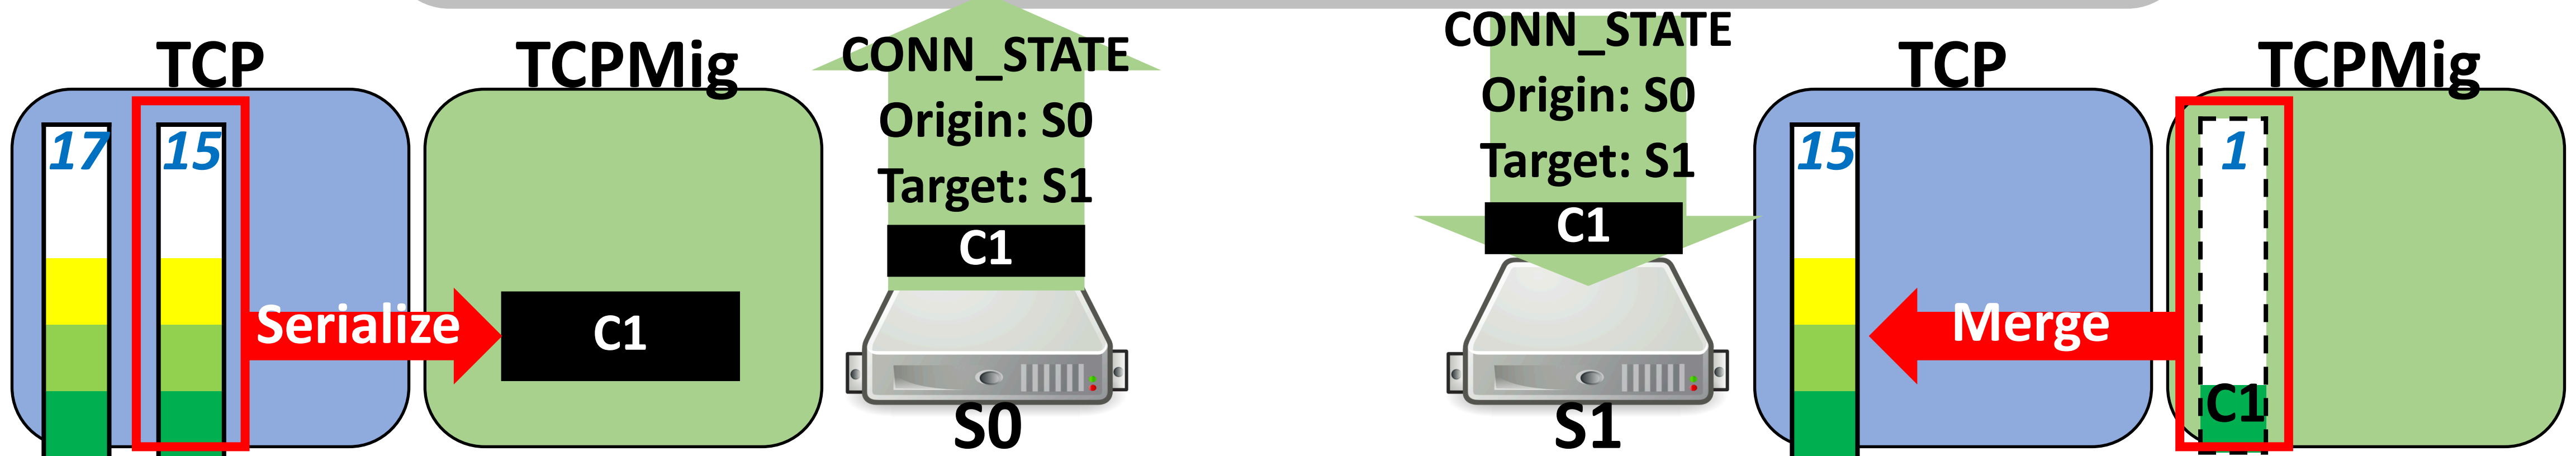 TCP
17
15
Serialize
TCPMig
C1
CONN_STATE
Origin: S0
Target: S1
C1
S0
CONN_STATE
Origin: S0
Target: S1
C1
S1
TCP
15
Merge
TCPMig
1
C1